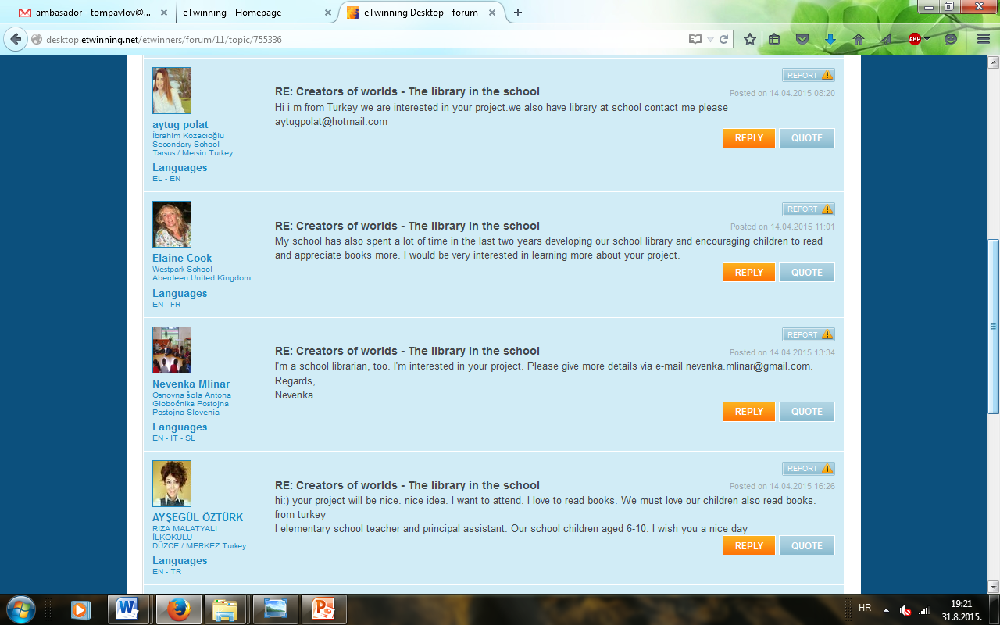 ambasador - tompavlov@...
eTwinning - Homepage
eTwinning Desktop - forum
desktop.etwinning.net/etwinners/forum/11/topic/755336
ABP
REPORT
RE: Creators of worlds - The library in the school
Posted on 14.04.2015 08:20
Hi i m from Turkey we are interested in your project.we also have library at school contact me please
aytugpolat@hotmail.com
REPLY QUOTE
aytug polat
İbrahim Kozacıoğlu
Secondary School
Tarsus / Mersin Turkey
Languages
EL - EN
REPORT
RE: Creators of worlds - The library in the school
Posted on 14.04.2015 11:01
My school has also spent a lot of time in the last two years developing our school library and encouraging children to read
and appreciate books more. I would be very interested in learning more about your project.
REPLY QUOTE
Elaine Cook
Westpark School
Aberdeen United Kingdom
Languages
EN - FR
REPORT
RE: Creators of worlds - The library in the school
Posted on 14.04.2015 13:34
I'm a school librarian, too. I'm interested in your project. Please give more details via e-mail nevenka.mlinar@gmail.com.
Regards,
Nevenka
REPLY QUOTE
Nevenka Mlinar
Osnovna šola Antona
Globočnika Postojna
Postojna Slovenia
Languages
EN - IT - SL
REPORT
RE: Creators of worlds - The library in the school
Posted on 14.04.2015 16:26
hi:) your project will be nice. nice idea. I want to attend. I love to read books. We must love our children also read books.
from turkey
I elementary school teacher and principal assistant. Our school children aged 6-10. I wish you a nice day
REPLY QUOTE
AYŞEGÜL ÖZTÜRK
RIZA MALATYALI
İLKOKULU
DÜZCE / MERKEZ Turkey
Languages
EN - TR
HR
19:21
31.8.2015.